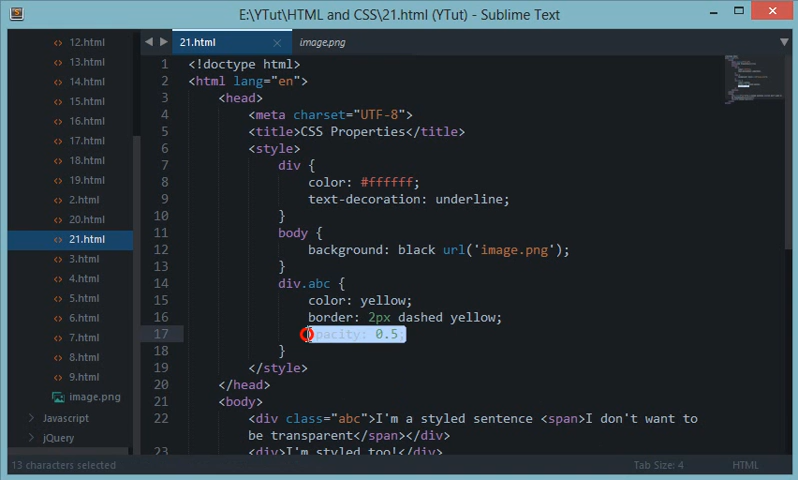 E:\YTut\HTML and CSS\21.html (YTut) - Sublime Text
12.html
13.html
14.html
15.html
16.html
17.html
18.html
19.html
2.html
20.html
21.html
3.html
4.html
5.html
6.html
7.html
8.html
9.html
image.png
Javascript
jQuery
21.html image.png
1 <!doctype html>
2 <html lang="en">
3 <head>
4 <meta charset="UTF-8">
5 <title>CSS Properties</title>
6 <style>
7 div {
8 color: #ffffff;
9 text-decoration: underline;
10 }
11 body {
12 background: black url('image.png');
13 }
14 div.abc {
15 color: yellow;
16 border: 2px dashed yellow;
17 opacity: 0.5;
18 }
19 </style>
20 </head>
21 <body>
22 <div class="abc">I'm a styled sentence <span>I don't want to
be transparent</span></div>
23 <div>I'm styled too!</div>
13 characters selected Tab Size: 4 HTML